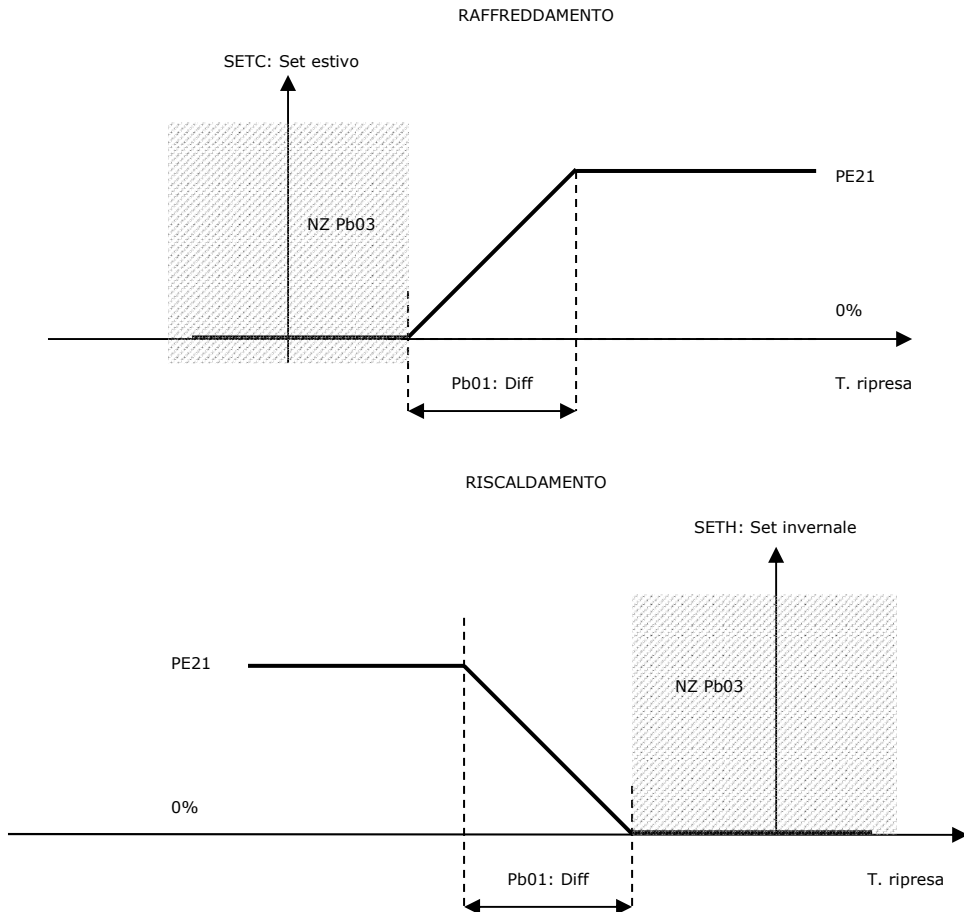 RAFFREDDAMENTO
SETC: Set estivo
PE21
NZ Pb03
0%
Pb01: Diff
T. ripresa
RISCALDAMENTO
SETH: Set invernale
PE21
NZ Pb03
0%
Pb01: Diff
T. ripresa